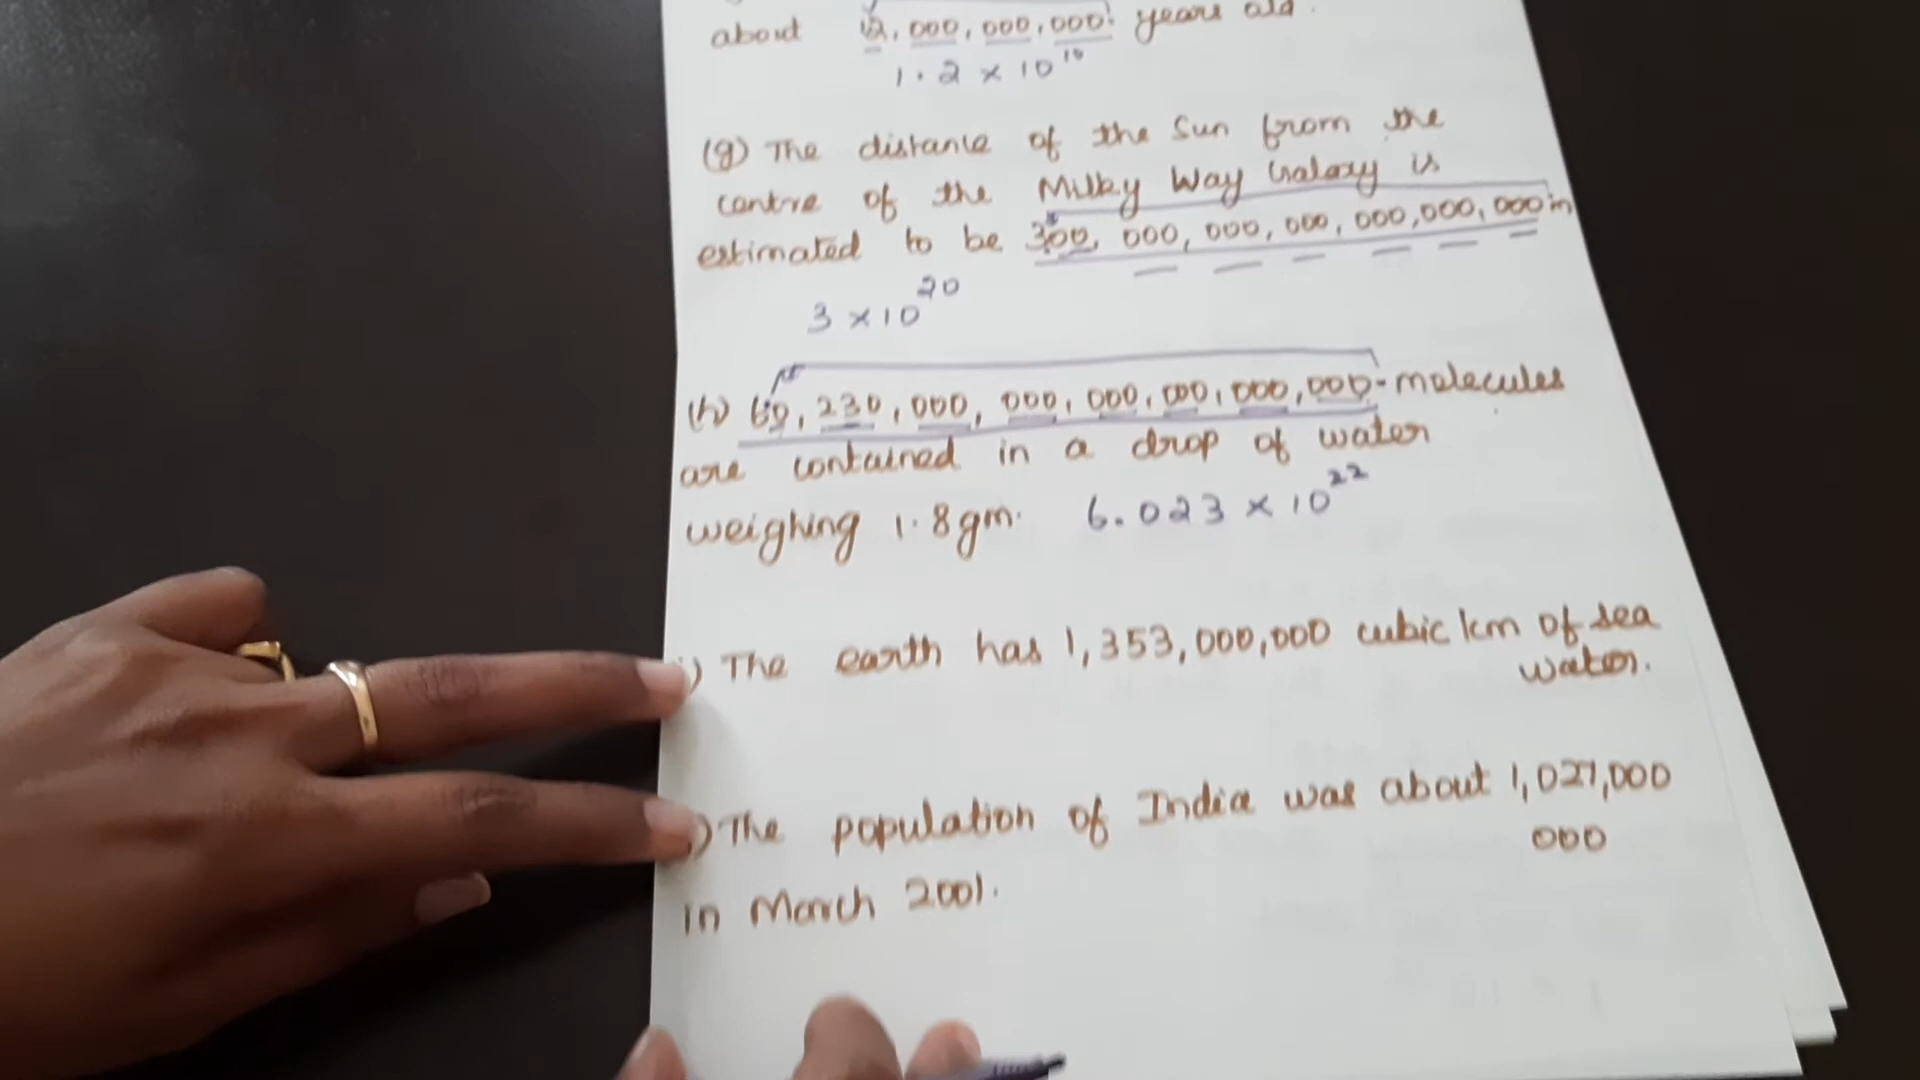 about 12,000,000,000 years old.
1.2 × 10¹⁰
(g) The distance of the Sun from the
centre of the Milky Way Galaxy is
estimated to be 300,000,000,000,000,000,000 m
3 × 10²⁰
(h) 60,230,000,000,000,000,000,000 molecules
are contained in a drop of water
weighing 1.8 gm. 6.023 × 10²²
) The earth has 1,353,000,000 cubic km of sea
water.
) The population of India was about 1,027,000
000
in March 2001.